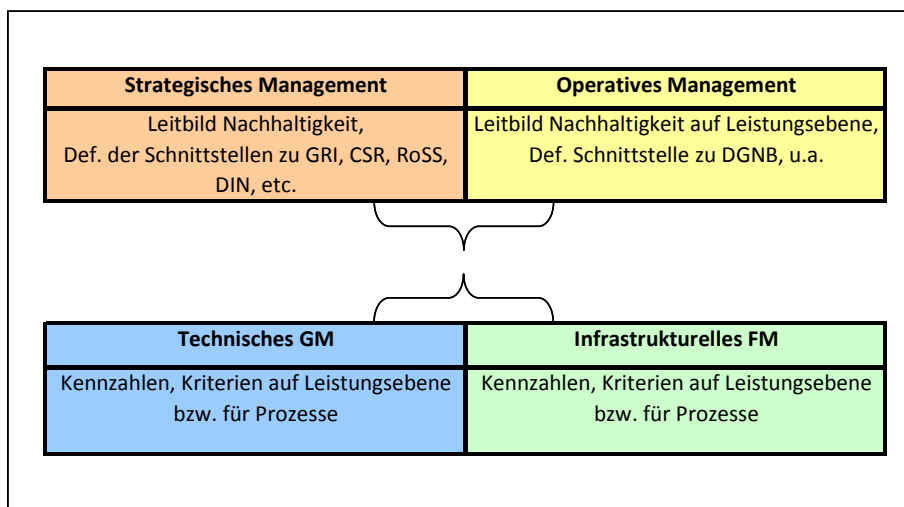 Strategisches Management
Operatives Management
Leitbild Nachhaltigkeit,
Def. der Schnittstellen zu GRI, CSR, RoSS,
DIN, etc.
Leitbild Nachhaltigkeit auf Leistungsebene,
Def. Schnittstelle zu DGNB, u.a.
Technisches GM
Infrastrukturelles FM
Kennzahlen, Kriterien auf Leistungsebene
bzw. für Prozesse
Kennzahlen, Kriterien auf Leistungsebene
bzw. für Prozesse